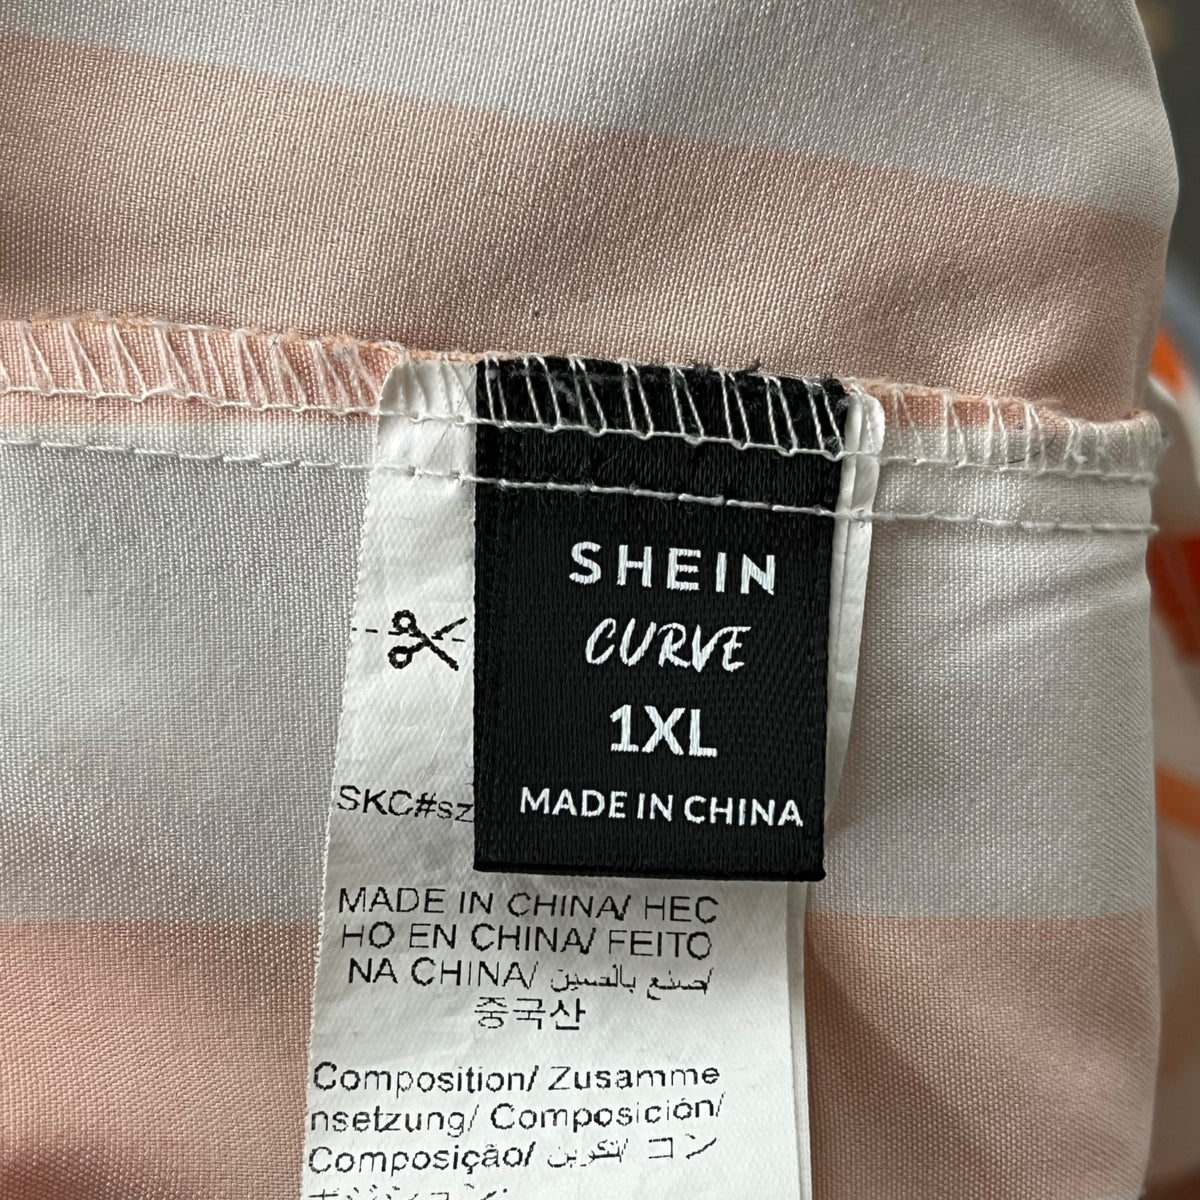 SHEIN
CURVE
1XL
MADE IN CHINA
SKC#sz
MADE IN CHINA/ HEC
HO EN CHINA/ FEITO
NA CHINA/ صنع بالصين/
중국산
Composition/ Zusamme
nsetzung/ Composición/
Composição/ تكوين/ コン